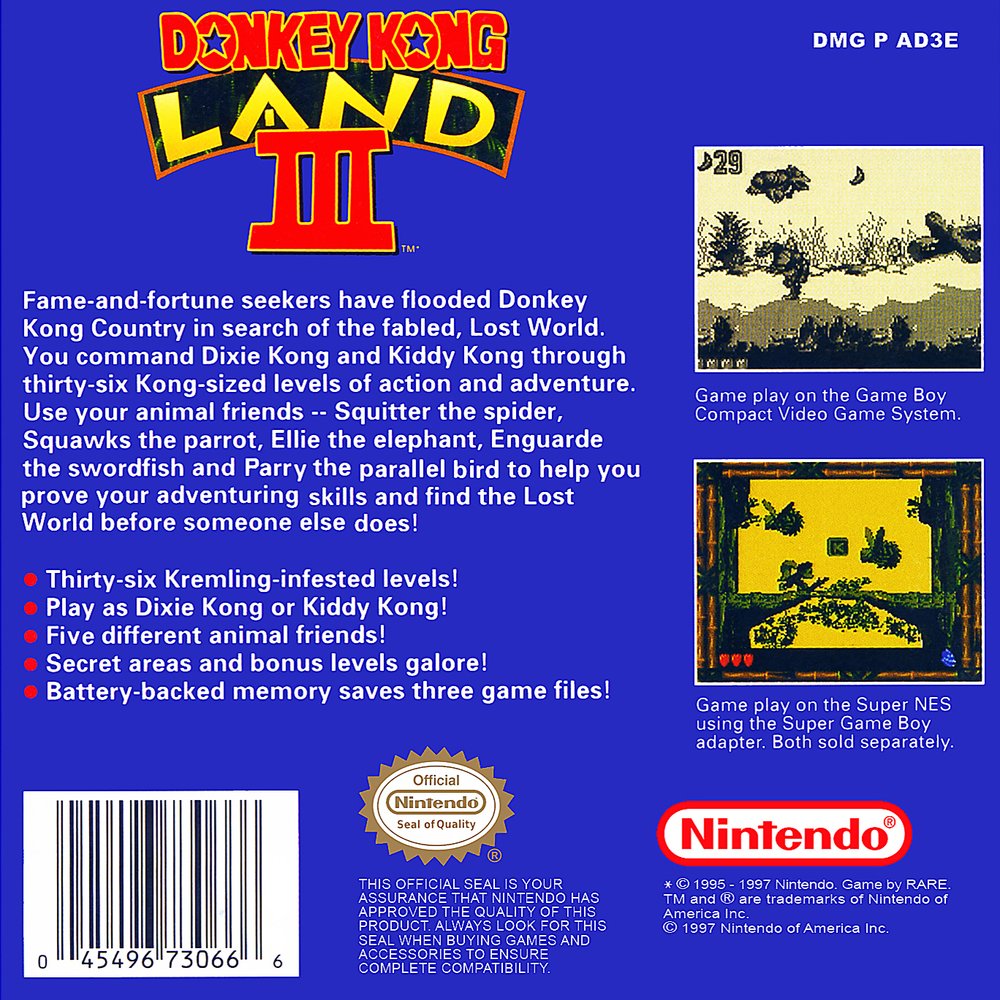 DONKEY KONG
LAND
III
TM*
DMG P AD3E
29
Fame-and-fortune seekers have flooded Donkey
Kong Country in search of the fabled, Lost World.
You command Dixie Kong and Kiddy Kong through
thirty-six Kong-sized levels of action and adventure.
Use your animal friends -- Squitter the spider,
Squawks the parrot, Ellie the elephant, Enguarde
the swordfish and Parry the parallel bird to help you
prove your adventuring skills and find the Lost
World before someone else does!
Game play on the Game Boy
Compact Video Game System.
K
Thirty-six Kremling-infested levels!
Play as Dixie Kong or Kiddy Kong!
Five different animal friends!
Secret areas and bonus levels galore!
Battery-backed memory saves three game files!
Game play on the Super NES
using the Super Game Boy
adapter. Both sold separately.
Official
Nintendo
Seal of Quality
®
THIS OFFICIAL SEAL IS YOUR
ASSURANCE THAT NINTENDO HAS
APPROVED THE QUALITY OF THIS
PRODUCT. ALWAYS LOOK FOR THIS
SEAL WHEN BUYING GAMES AND
ACCESSORIES TO ENSURE
COMPLETE COMPATIBILITY.
Nintendo®
* © 1995 - 1997 Nintendo. Game by RARE.
TM and ® are trademarks of Nintendo of
America Inc.
© 1997 Nintendo of America Inc.
0 45496 73066 6